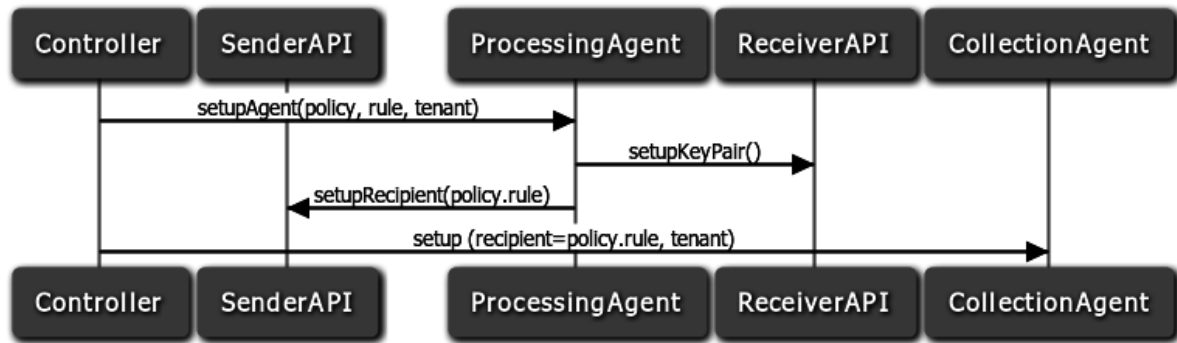 Controller
SenderAPI
ProcessingAgent
ReceiverAPI
CollectionAgent
setupAgent(policy, rule, tenant)
setupKeyPair()
setupRecipient(policy.rule)
setup (recipient=policy.rule, tenant)
Controller
SenderAPI
ProcessingAgent
ReceiverAPI
CollectionAgent